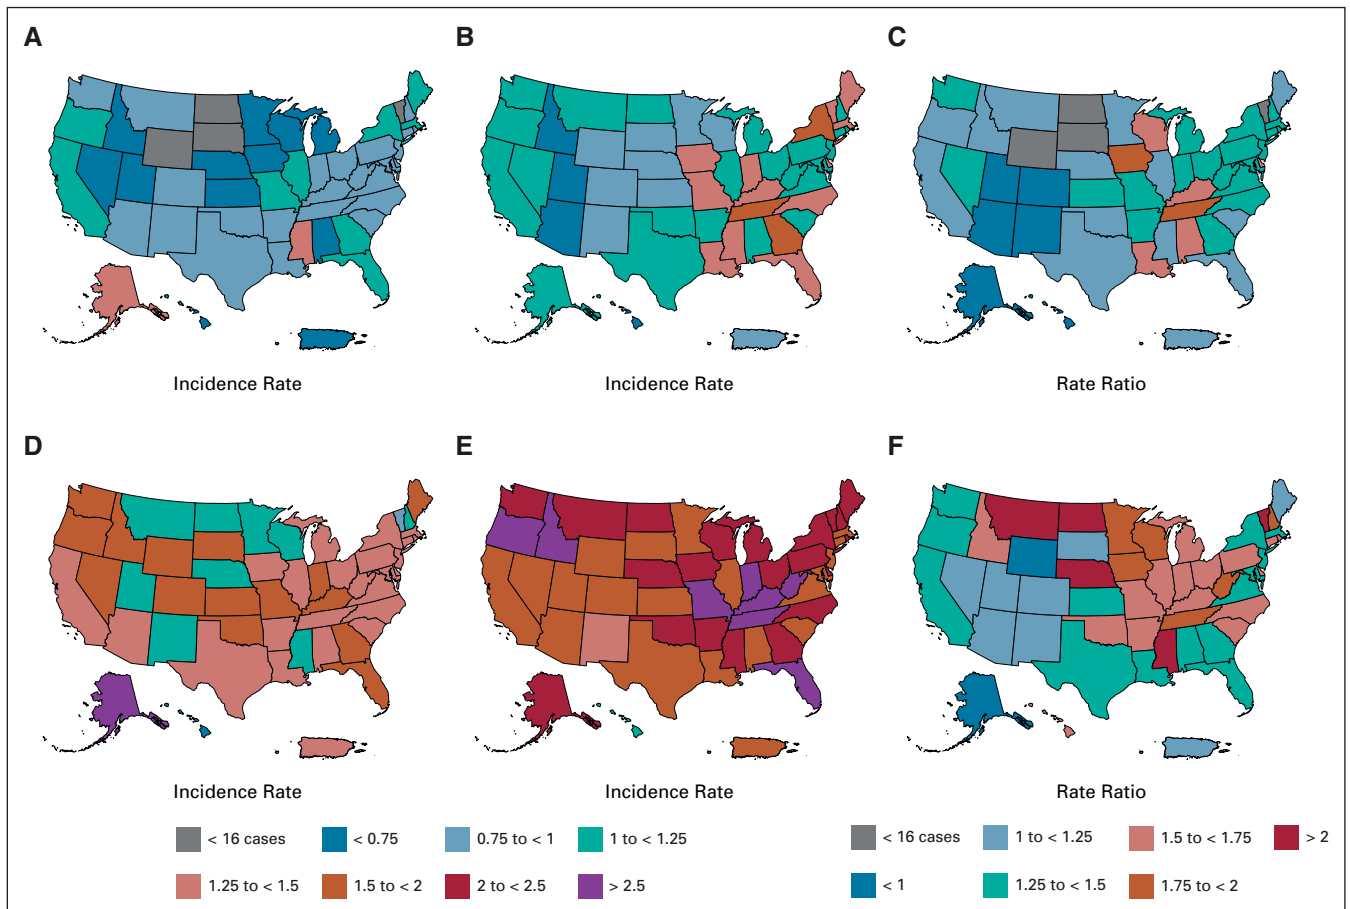 A B C
Incidence Rate Incidence Rate Rate Ratio
D E F
Incidence Rate Incidence Rate Rate Ratio
< 16 cases < 0.75 0.75 to < 1 1 to < 1.25
1.25 to < 1.5 1.5 to < 2 2 to < 2.5 > 2.5
< 16 cases 1 to < 1.25 1.5 to < 1.75 > 2
< 1 1.25 to < 1.5 1.75 to < 2